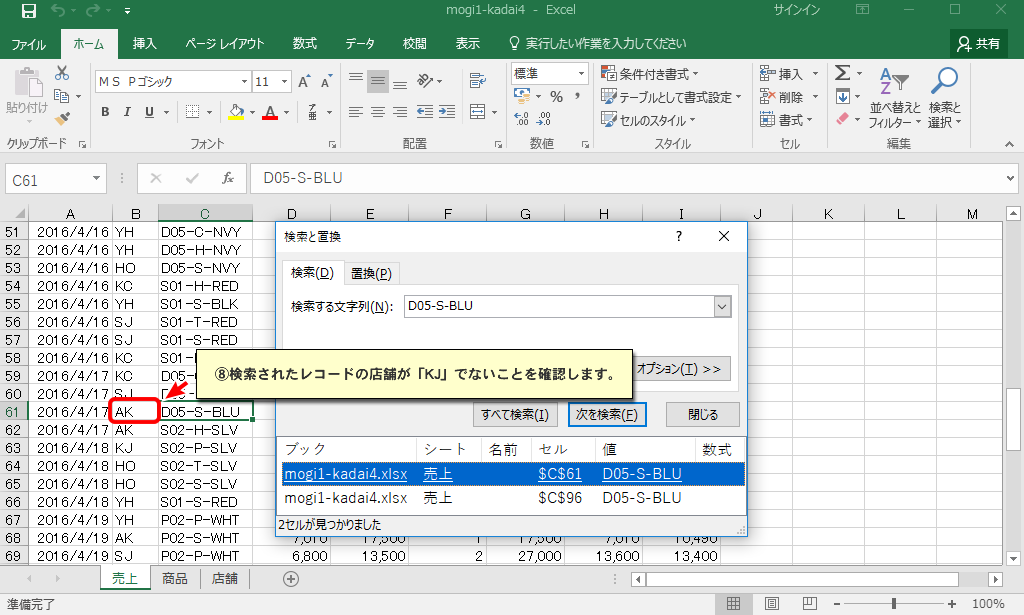 mogi1-kadai4 - Excel
サインイン
ファイル ホーム 挿入 ページ レイアウト 数式 データ 校閲 表示 実行したい作業を入力してください 共有
貼り付け
クリップボード
ＭＳ Ｐゴシック 11
B I U
フォント
配置
標準
% ,
数値
条件付き書式
テーブルとして書式設定
セルのスタイル
スタイル
挿入
削除
書式
セル
並べ替えと
フィルター
検索と
選択
編集
C61 fx D05-S-BLU
A B C D E F G H I J K L M
51 2016/4/16 YH D05-C-NVY
52 2016/4/16 YH D05-H-NVY
53 2016/4/16 HO D05-S-NVY
54 2016/4/16 KC S01-H-RED
55 2016/4/16 YH S01-S-BLK
56 2016/4/16 SJ S01-T-RED
57 2016/4/16 SJ S01-S-RED
58 2016/4/16 KC S01-
59 2016/4/17 KC D05-
60 2016/4/17 SJ
61 2016/4/17 AK D05-S-BLU
62 2016/4/17 AK S02-H-SLV
63 2016/4/18 KJ S02-P-SLV
64 2016/4/18 HO S02-T-SLV
65 2016/4/18 HO S02-S-SLV
66 2016/4/18 YH S01-S-RED
67 2016/4/19 YH P02-P-WHT
68 2016/4/19 AK P02-S-WHT 7,010 17,500 1 17,500 7,010 10,490
69 2016/4/19 SJ P02-P-WHT 6,800 13,500 2 27,000 13,600 13,400
検索と置換 ? ×
検索(D) 置換(P)
検索する文字列(N): D05-S-BLU
⑧検索されたレコードの店舗が「KJ」でないことを確認します。
オプション(T) >>
すべて検索(I) 次を検索(F) 閉じる
ブック シート 名前 セル 値 数式
mogi1-kadai4.xlsx 売上 $C$61 D05-S-BLU
mogi1-kadai4.xlsx 売上 $C$96 D05-S-BLU
2セルが見つかりました
売上 商品 店舗
準備完了
100%